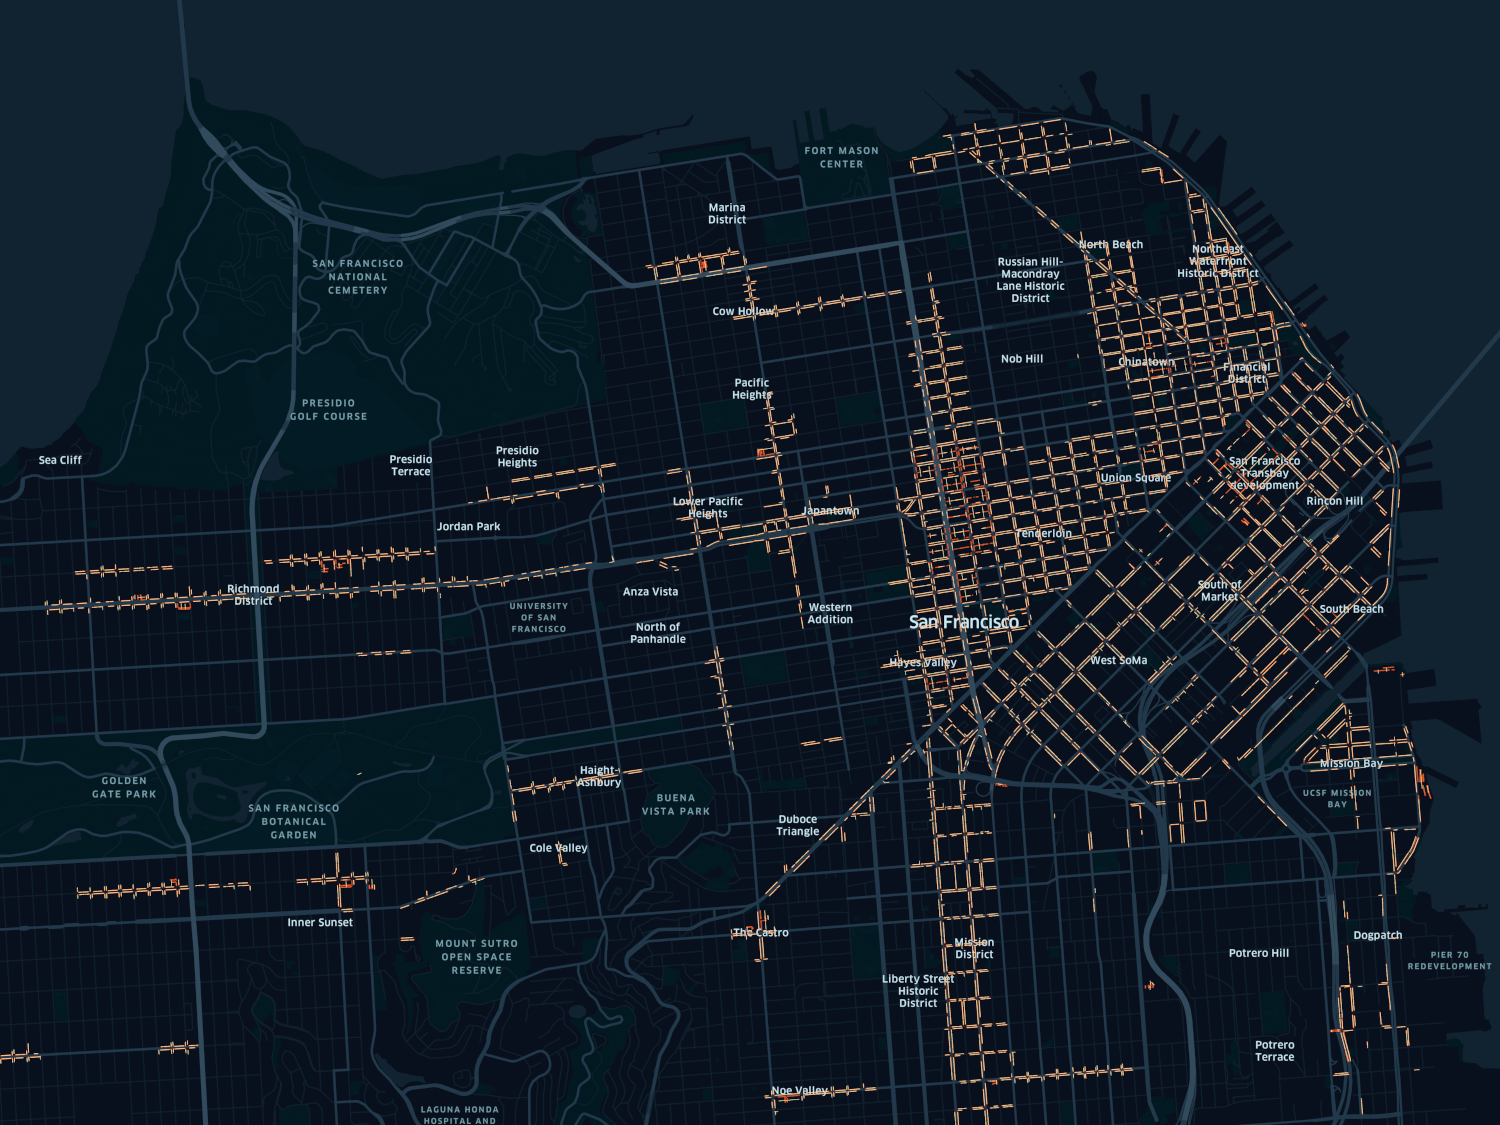 FORT MASON
CENTER
Marina
District
North Beach
Northeast
Waterfront
Historic District
SAN FRANCISCO
NATIONAL
CEMETERY
Russian Hill-
Macondray
Lane Historic
District
Cow Hollow
Nob Hill
Chinatown
Financial
District
Pacific
Heights
PRESIDIO
GOLF COURSE
Sea Cliff
Presidio
Terrace
Presidio
Heights
San Francisco
Transbay
development
Union Square
Rincon Hill
Lower Pacific
Heights
Japantown
Jordan Park
Tenderloin
Richmond
District
Anza Vista
South of
Market
UNIVERSITY
OF SAN
FRANCISCO
Western
Addition
South Beach
San Francisco
North of
Panhandle
Hayes Valley
West SoMa
Mission Bay
Haight-
Ashbury
GOLDEN
GATE PARK
UCSF MISSION
BAY
BUENA
VISTA PARK
SAN FRANCISCO
BOTANICAL
GARDEN
Duboce
Triangle
Cole Valley
Inner Sunset
The Castro
Dogpatch
MOUNT SUTRO
OPEN SPACE
RESERVE
Mission
District
Potrero Hill
PIER 70
REDEVELOPMENT
Liberty Street
Historic
District
Potrero
Terrace
Noe Valley
LAGUNA HONDA
HOSPITAL AND